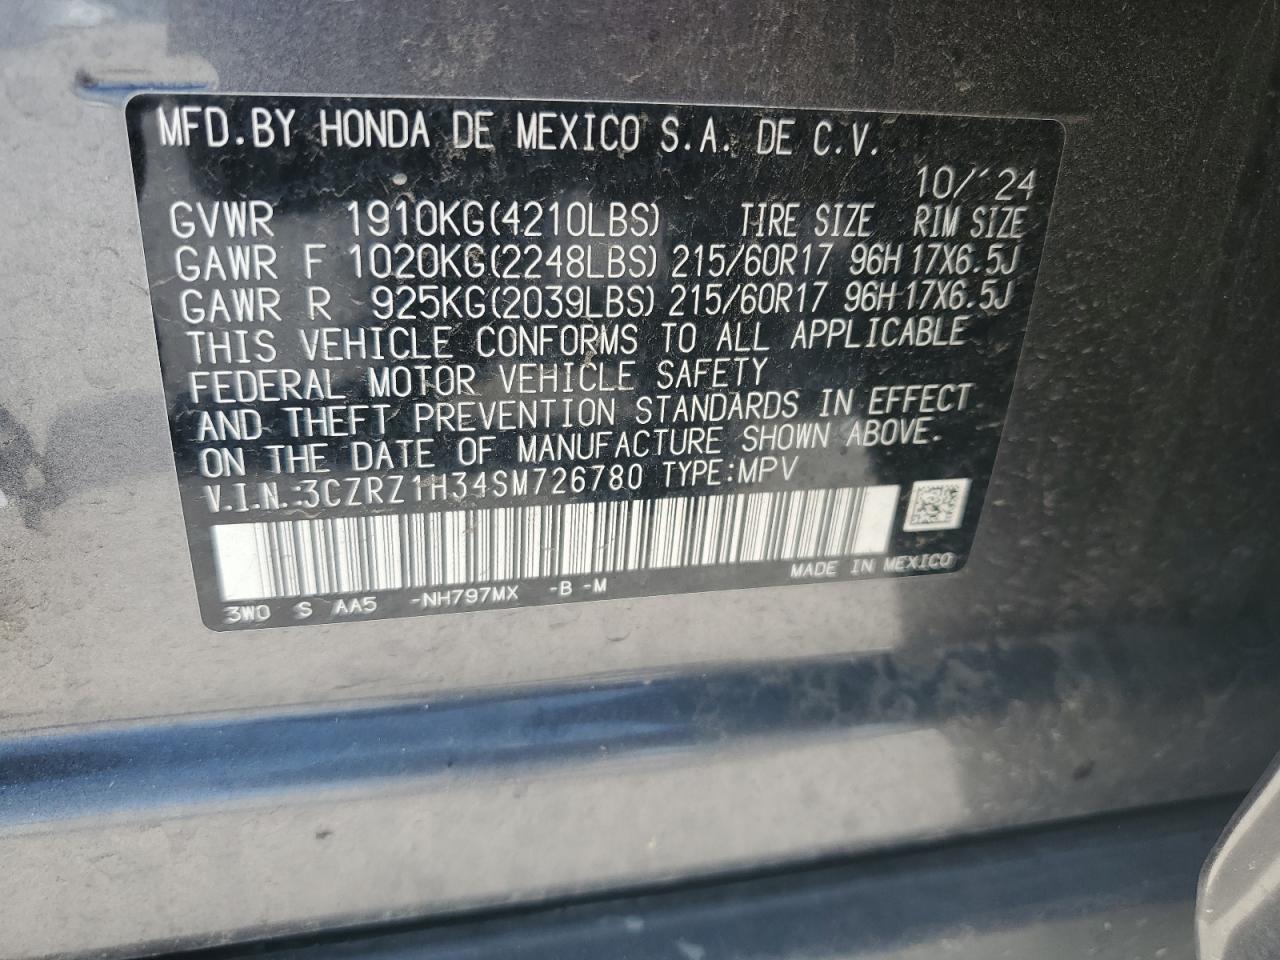 MFD.BY HONDA DE MEXICO S.A. DE C.V.
10/'24
GVWR 1910KG(4210LBS) TIRE SIZE RIM SIZE
GAWR F 1020KG(2248LBS) 215/60R17 96H 17X6.5J
GAWR R 925KG(2039LBS) 215/60R17 96H 17X6.5J
THIS VEHICLE CONFORMS TO ALL APPLICABLE
FEDERAL MOTOR VEHICLE SAFETY
AND THEFT PREVENTION STANDARDS IN EFFECT
ON THE DATE OF MANUFACTURE SHOWN ABOVE.
V.I.N.:3CZRZ1H34SM726780 TYPE:MPV
MADE IN MEXICO
3W0 S AA5 -NH797MX -B -M